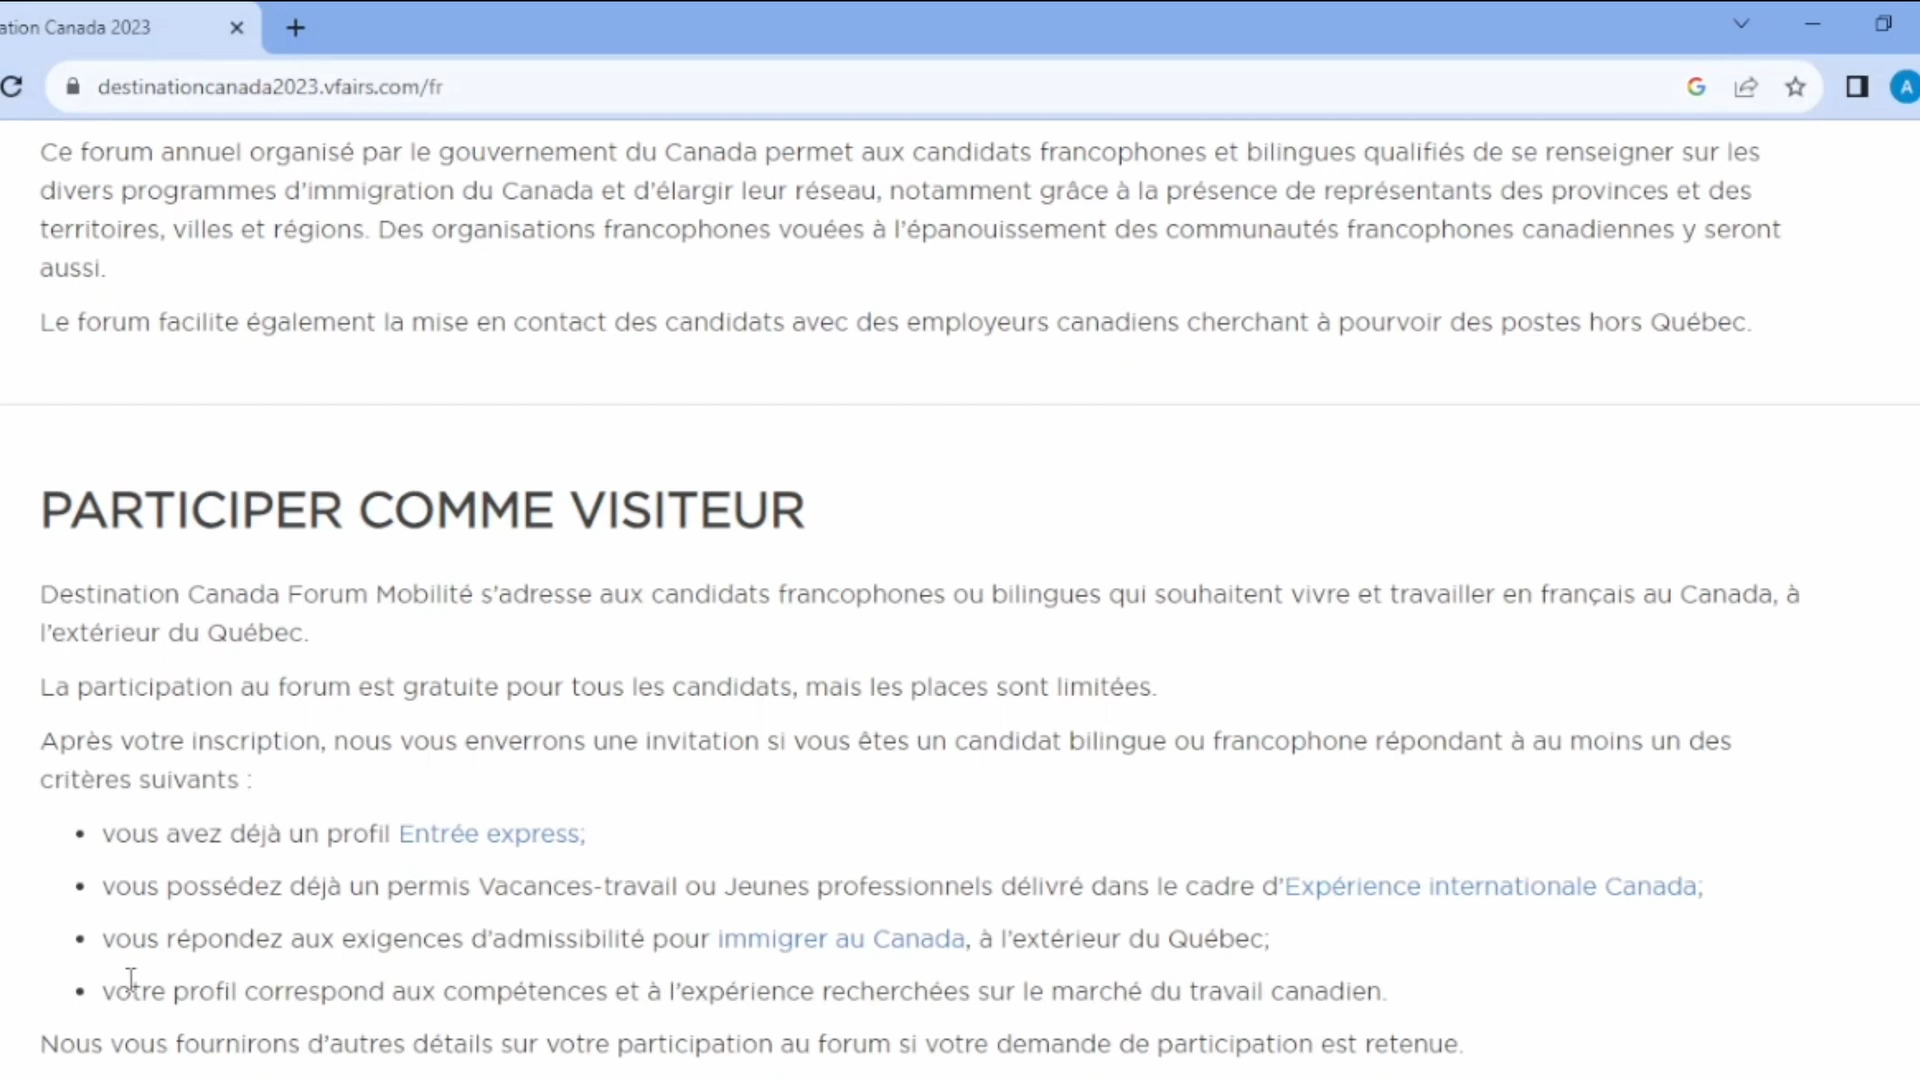 ation Canada 2023
destinationcanada2023.vfairs.com/fr
A
Ce forum annuel organisé par le gouvernement du Canada permet aux candidats francophones et bilingues qualifiés de se renseigner sur les
divers programmes d’immigration du Canada et d’élargir leur réseau, notamment grâce à la présence de représentants des provinces et des
territoires, villes et régions. Des organisations francophones vouées à l’épanouissement des communautés francophones canadiennes y seront
aussi.
Le forum facilite également la mise en contact des candidats avec des employeurs canadiens cherchant à pourvoir des postes hors Québec.
PARTICIPER COMME VISITEUR
Destination Canada Forum Mobilité s’adresse aux candidats francophones ou bilingues qui souhaitent vivre et travailler en français au Canada, à
l’extérieur du Québec.
La participation au forum est gratuite pour tous les candidats, mais les places sont limitées.
Après votre inscription, nous vous enverrons une invitation si vous êtes un candidat bilingue ou francophone répondant à au moins un des
critères suivants :
• vous avez déjà un profil Entrée express;
• vous possédez déjà un permis Vacances-travail ou Jeunes professionnels délivré dans le cadre d’Expérience internationale Canada;
• vous répondez aux exigences d’admissibilité pour immigrer au Canada, à l’extérieur du Québec;
• votre profil correspond aux compétences et à l’expérience recherchées sur le marché du travail canadien.
Nous vous fournirons d’autres détails sur votre participation au forum si votre demande de participation est retenue.